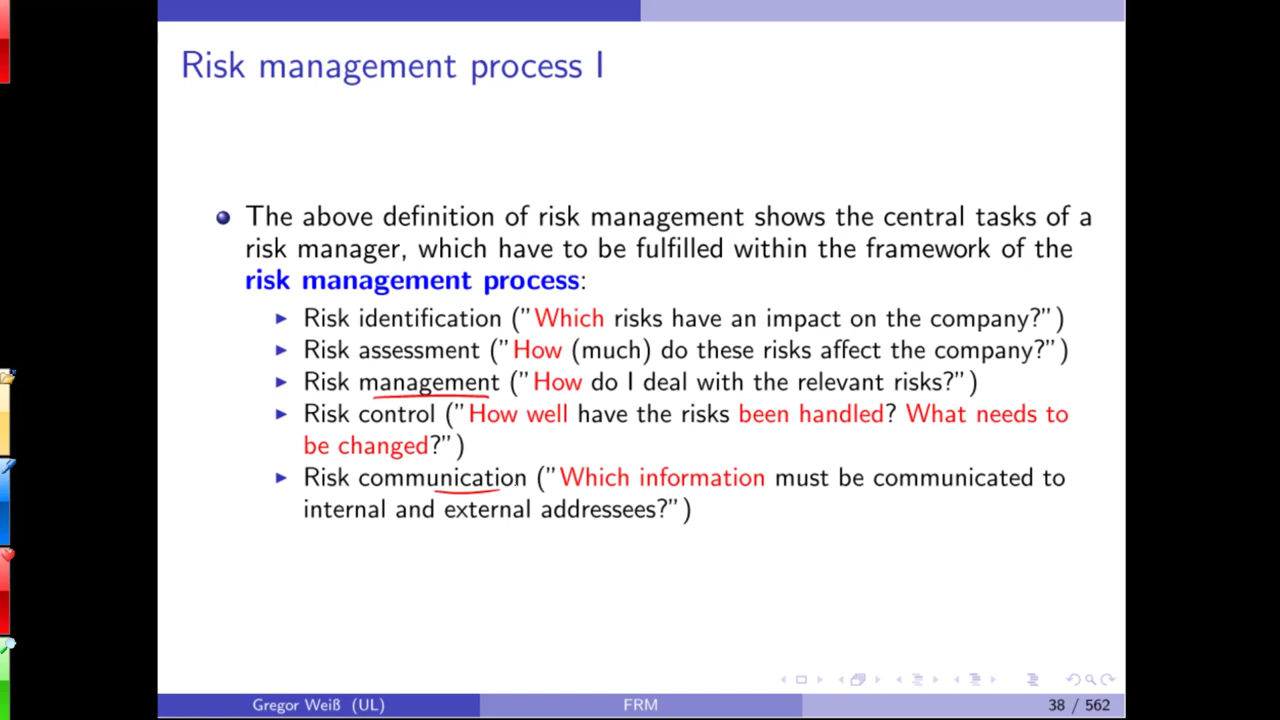 Risk management process I
The above definition of risk management shows the central tasks of a
risk manager, which have to be fulfilled within the framework of the
risk management process:
Risk identification ("Which risks have an impact on the company?")
Risk assessment ("How (much) do these risks affect the company?")
Risk management ("How do I deal with the relevant risks?")
Risk control ("How well have the risks been handled? What needs to
be changed?")
Risk communication ("Which information must be communicated to
internal and external addressees?")
Gregor Weiß (UL) FRM 38 / 562